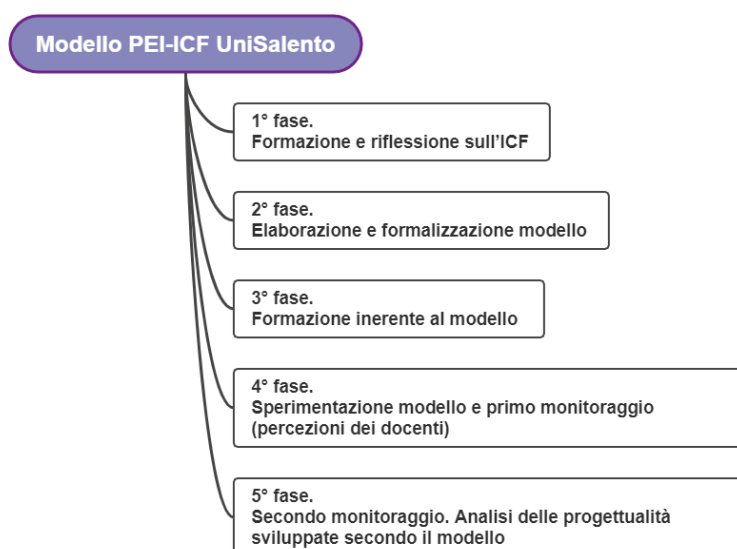 Modello PEI-ICF UniSalento
1° fase.
Formazione e riflessione sull'ICF
2° fase.
Elaborazione e formalizzazione modello
3° fase.
Formazione inerente al modello
4° fase.
Sperimentazione modello e primo monitoraggio
(percezioni dei docenti)
5° fase.
Secondo monitoraggio. Analisi delle progettualità
sviluppate secondo il modello